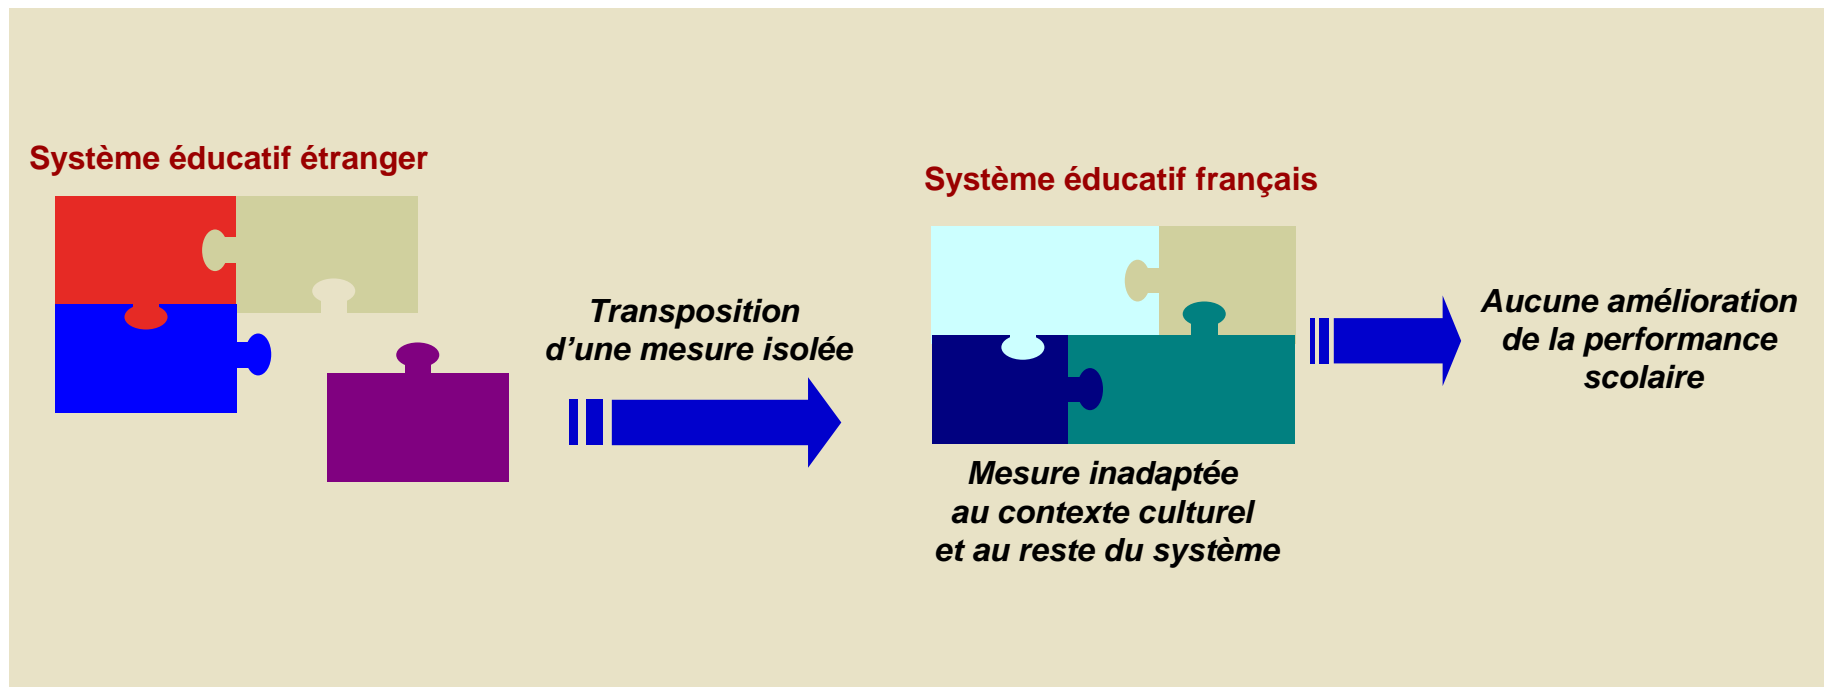 Système éducatif étranger
Transposition
d’une mesure isolée
Système éducatif français
Mesure inadaptée
au contexte culturel
et au reste du système
Aucune amélioration
de la performance
scolaire